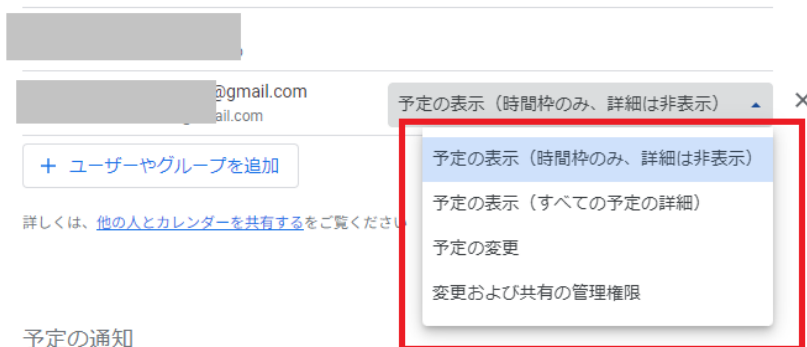 @gmail.com
ail.com
予定の表示（時間枠のみ、詳細は非表示）
＋ ユーザーやグループを追加
詳しくは、他の人とカレンダーを共有するをご覧ください
予定の表示（時間枠のみ、詳細は非表示）
予定の表示（すべての予定の詳細）
予定の変更
変更および共有の管理権限
予定の通知